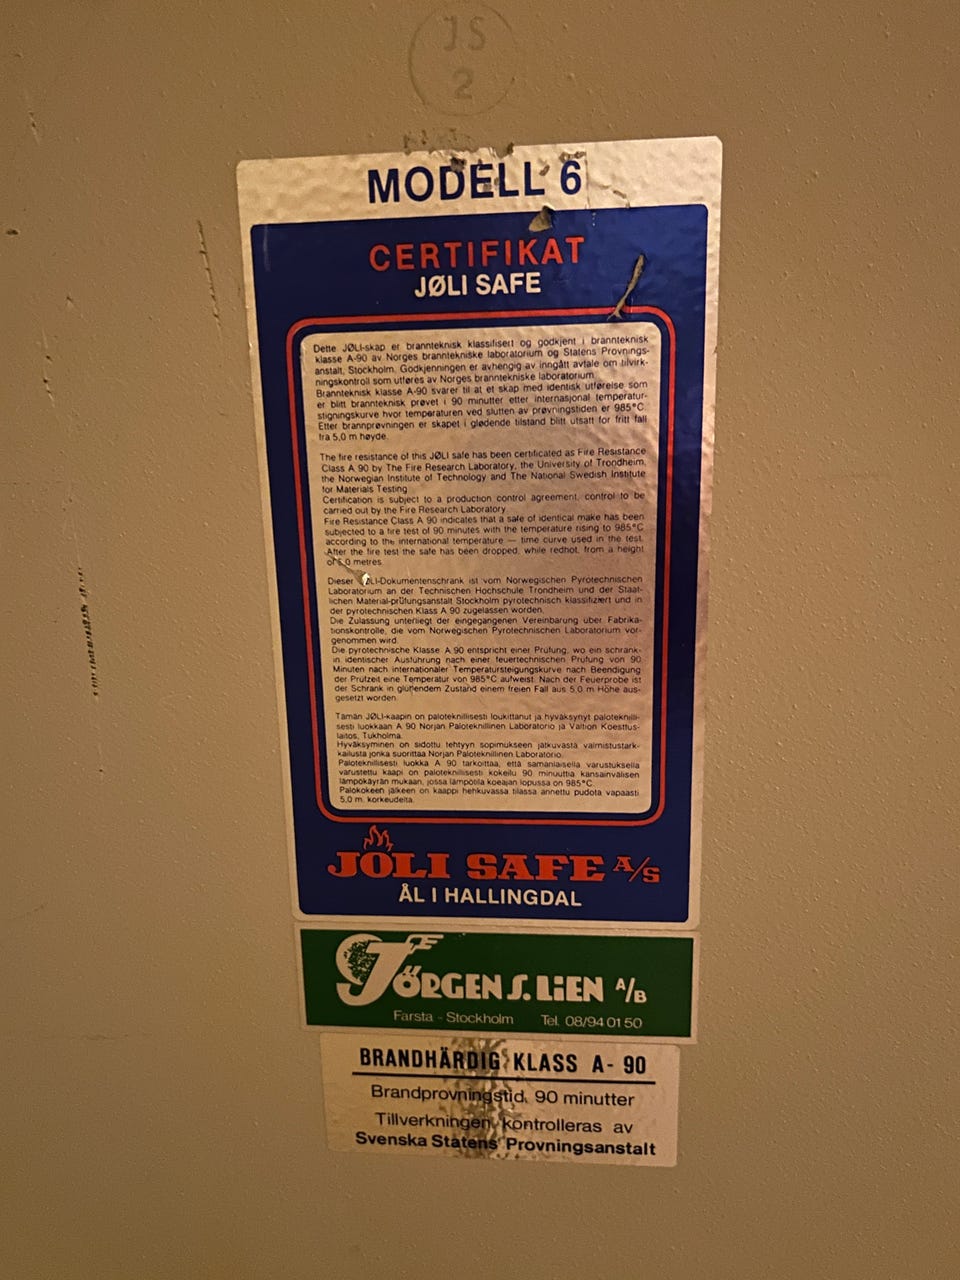 JS
2
MODELL 6
CERTIFIKAT
JØLI SAFE
Dette JØLI-skap er brannteknisk klassifisert og godkjent i brannteknisk
klasse A-90 av Norges branntekniske laboratorium og Statens Provnings-
anstalt, Stockholm. Godkjenningen er avhengig av inngått avtale om tilvirk-
ningskontroll som utføres av Norges branntekniske laboratorium.
Brannteknisk klasse A-90 svarer til at et skap med identisk utførelse som
er blitt brannteknisk prøvet i 90 minutter etter internasjonal temperatur-
stigningskurve hvor temperaturen ved slutten av prøvningstiden er 985°C.
Etter brannprøvningen er skapet i glødende tilstand blitt utsatt for fritt fall
fra 5,0 m høyde.
The fire resistance of this JØLI safe has been certificated as Fire Resistance
Class A 90 by The Fire Research Laboratory, the University of Trondheim,
the Norwegian Institute of Technology and The National Swedish Institute
for Materials Testing
Certification is subject to a production control agreement, control to be
carried out by the Fire Research Laboratory
Fire Resistance Class A 90 indicates that a safe of identical make has been
subjected to a fire test of 90 minutes with the temperature rising to 985°C
according to the international temperature — time curve used in the test.
After the fire test the safe has been dropped, while redhot, from a height
of 5,0 metres
Dieser JØLI-Dokumentenschrank ist vom Norwegischen Pyrotechnischen
Laboratorium an der Technischen Hochschule Trondheim und der Staat-
lichen Material-prüfungsanstalt Stockholm pyrotechnisch klassifiziert und in
der pyrotechnischen Klass A 90 zugelassen worden.
Die Zulassung unterliegt der eingegangenen Vereinbarung über Fabrika-
tionskontrolle, die vom Norwegischen Pyrotechnischen Laboratorium vor-
genommen wird.
Die pyrotechnische Klasse A 90 entspricht einer Prüfung, wo ein schrank-
in identischer Ausführung nach einer feuertechnischen Prüfung von 90
Minuten nach internationaler Temperatursteigungskurve nach Beendigung
der Prüfzeit eine Temperatur von 985°C aufweist. Nach der Feuerprobe ist
der Schrank in glühendem Zustand einem freien Fall aus 5,0 m Höhe aus-
gesetzt worden.
Tämän JØLI-kaapin on paloteknillisesti loukittanut ja hyväksynyt paloteknilli-
sesti luokkaan A 90 Norjan Paloteknillinen Laboratorio ja Valtion Koestus-
laitos, Tukholma.
Hyväksyminen on sidottu tehtyyn sopimukseen jatkuvasta valmistustark-
kailusta jonka suorittaa Norjan Paloteknillinen Laboratorio.
Paloteknillisesti luokka A 90 tarkoittaa, että samanlaisella varustuksella
varustettu kaapi on paloteknillisesti kokeilu 90 minuuttia kansainvälisen
lämpökäyrän mukaan, jossa lämpötila koeajan lopussa on 985°C.
Palokokeen jälkeen on kaappi hehkuvassa tilassa annettu pudota vapaasti
5,0 m. korkeudelta.
JØLI SAFE A/S
ÅL I HALLINGDAL
JÖRGEN S. LIEN A/B
Farsta - Stockholm Tel. 08/94 01 50
BRANDHÄRDIG KLASS A- 90
Brandprovningstid, 90 minutter
Tillverkningen kontrolleras av
Svenska Statens Provningsanstalt